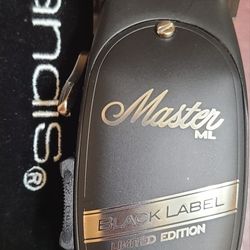 andis®
Master
ML
BLACK LABEL
LIMITED EDITION